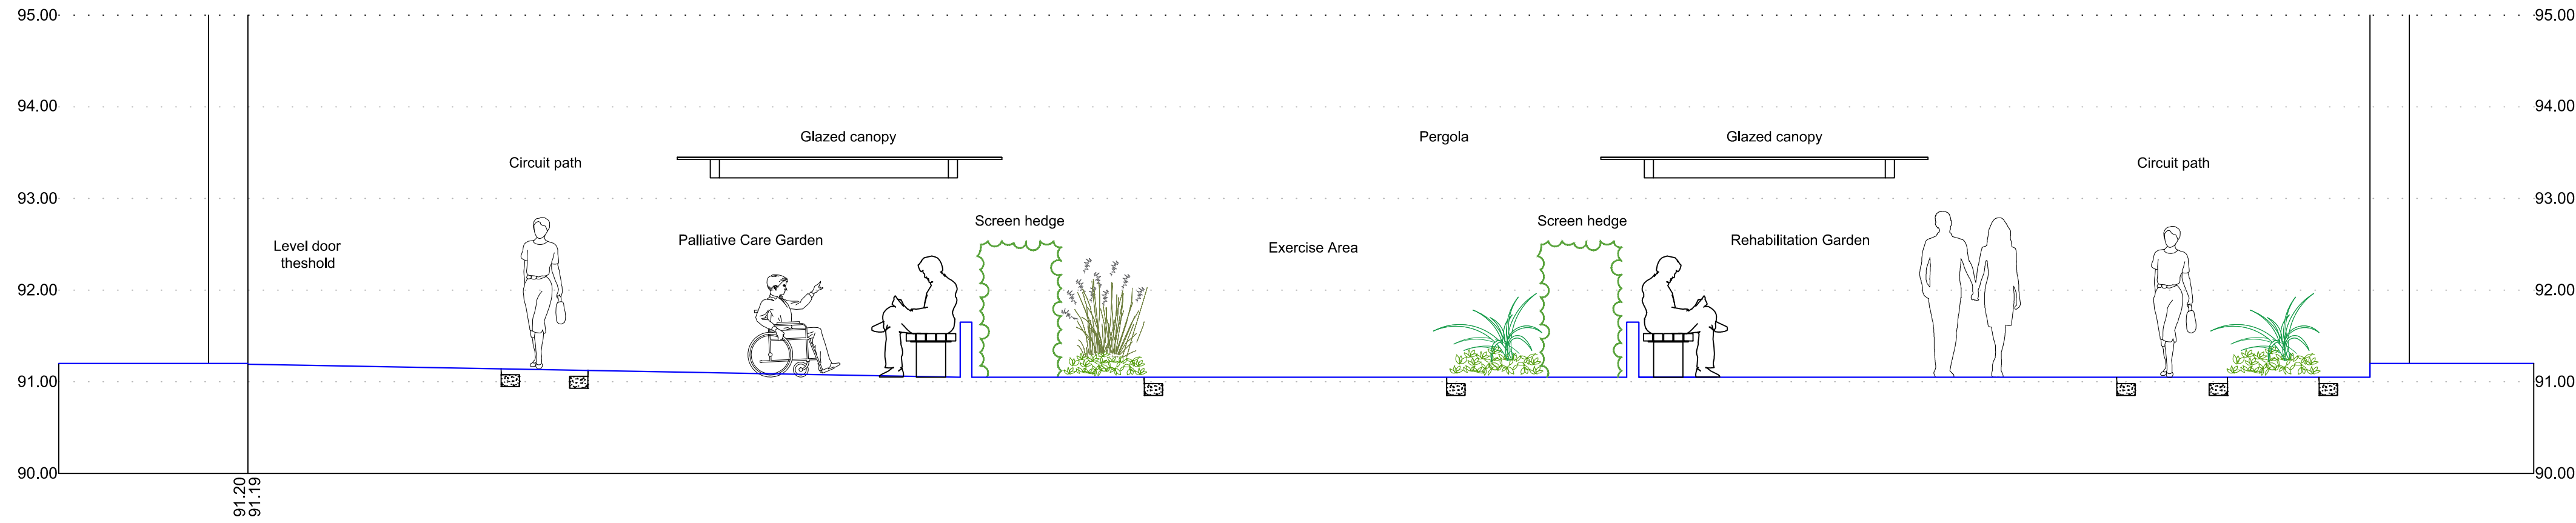 95.00
95.00
94.00
94.00
Glazed canopy
Pergola
Glazed canopy
Circuit path
Circuit path
93.00
93.00
Screen hedge
Screen hedge
Palliative Care Garden
Rehabilitation Garden
Level door
theshold
Exercise Area
92.00
92.00
91.00
91.00
90.00
90.00
91.20
91.19